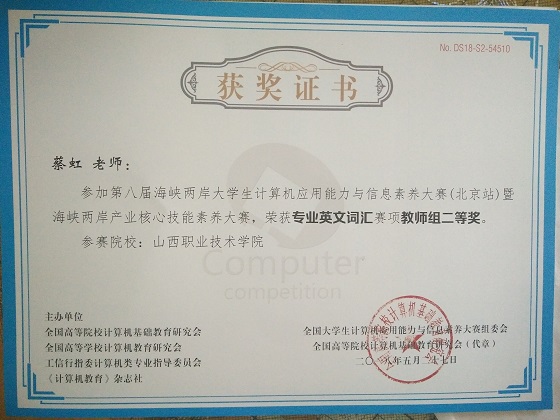 No. DS18-S2-54510
获奖证书
蔡虹 老师：
参加第八届海峡两岸大学生计算机应用能力与信息素养大赛(北京站)暨
海峡两岸产业核心技能素养大赛，荣获专业英文词汇赛项教师组二等奖。
参赛院校：山西职业技术学院
Computer
competition
主办单位
全国高等院校计算机基础教育研究会
全国高等学校计算机教育研究会
工信行指委计算机类专业指导委员会
《计算机教育》杂志社
全国大学生计算机应用能力与信息素养大赛组委会
全国高等院校计算机基础教育研究会(代章)
二〇一八年五月二十七日